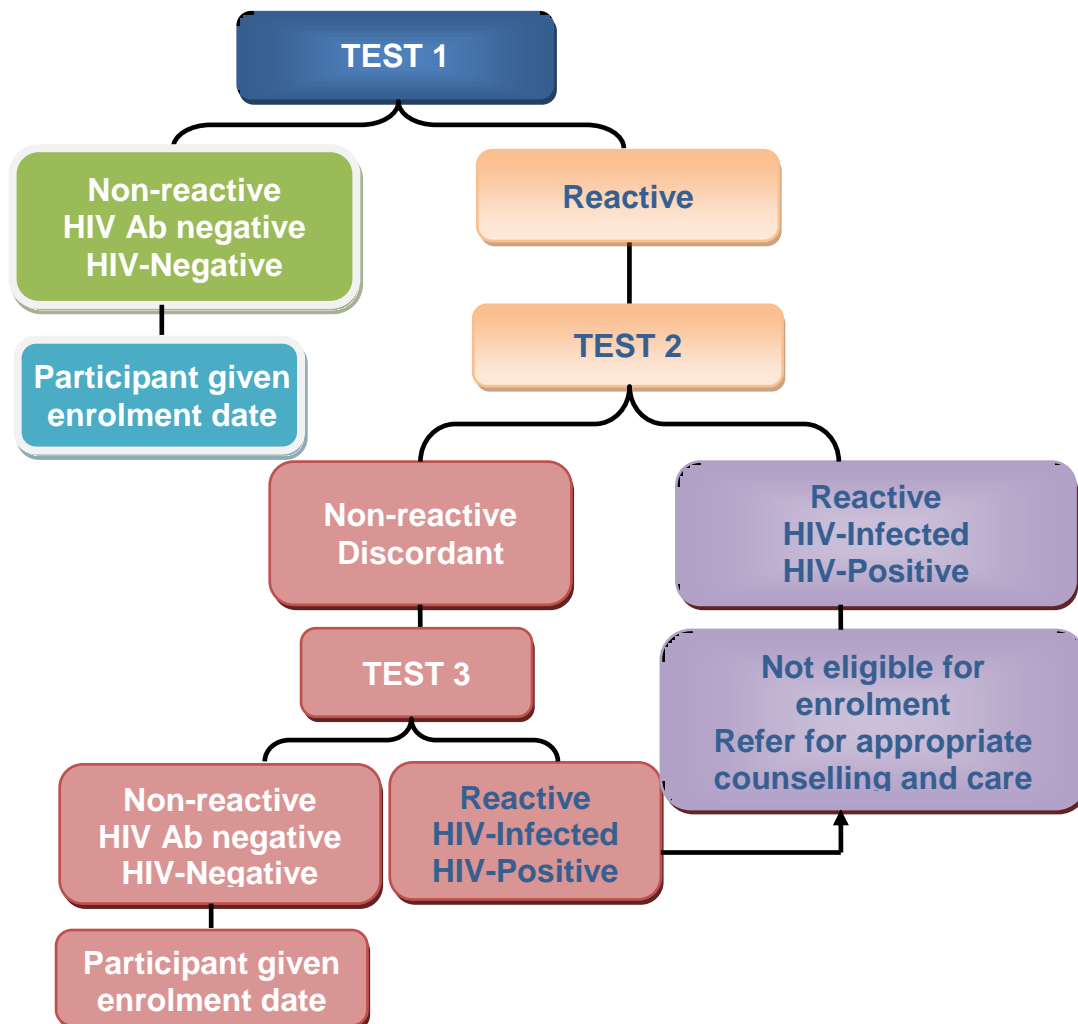 TEST 1
Non-reactive
HIV Ab negative
HIV-Negative
Reactive
Participant given
enrolment date
TEST 2
Non-reactive
Discordant
Reactive
HIV-Infected
HIV-Positive
TEST 3
Not eligible for
enrolment
Refer for appropriate
counselling and care
Non-reactive
HIV Ab negative
HIV-Negative
Reactive
HIV-Infected
HIV-Positive
Participant given
enrolment date